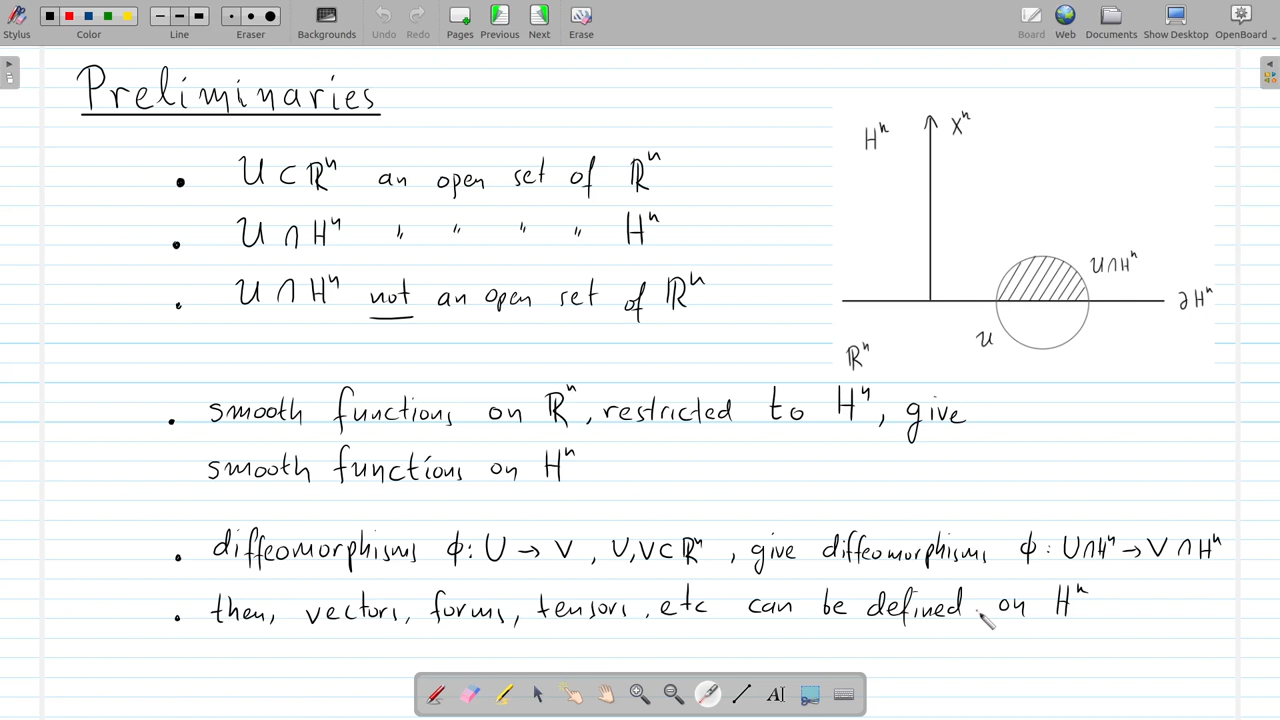 Stylus Color Line Eraser Backgrounds Undo Redo Pages Previous Next Erase Board Web Documents Show Desktop OpenBoard
Preliminaries
• U ⊂ ℝⁿ an open set of ℝⁿ
• U ∩ Hⁿ " " " " Hⁿ
• U ∩ Hⁿ not an open set of ℝⁿ
Hⁿ
xⁿ
U∩Hⁿ
∂Hⁿ
U
ℝⁿ
• smooth functions on ℝⁿ, restricted to Hⁿ, give
smooth functions on Hⁿ
• diffeomorphisms ϕ: U → V, U,V⊂ℝⁿ, give diffeomorphisms ϕ: U∩Hⁿ → V∩Hⁿ
• then, vectors, forms, tensors, etc can be defined on Hⁿ
AI